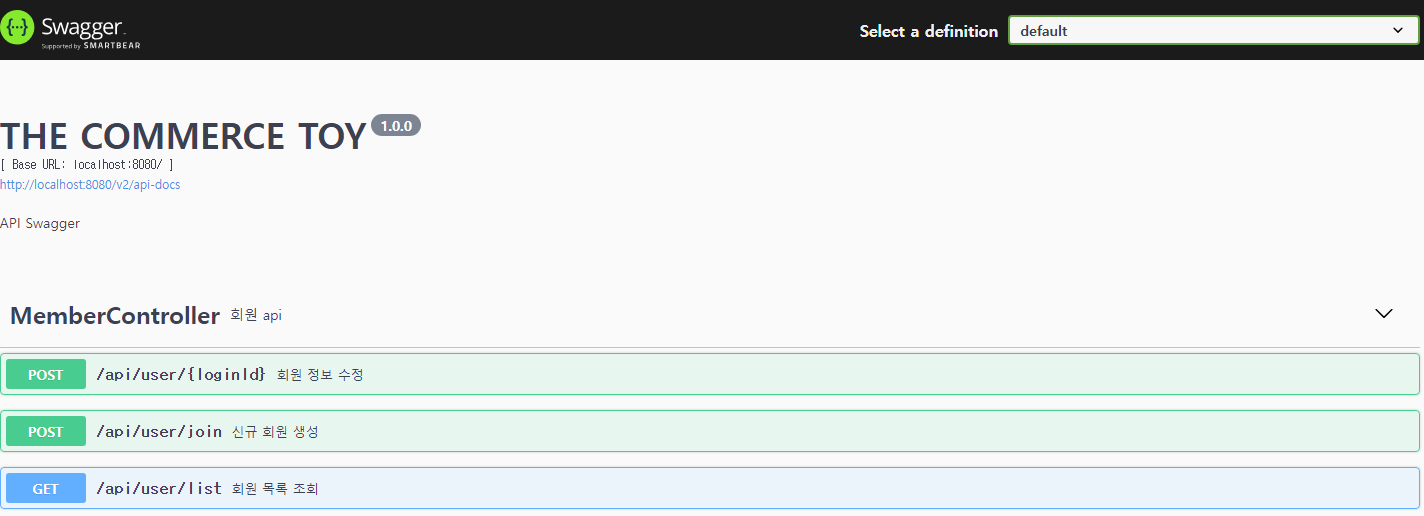 {···} Swagger.
Supported by SMARTBEAR
Select a definition default
THE COMMERCE TOY 1.0.0
[ Base URL: localhost:8080/ ]
http://localhost:8080/v2/api-docs
API Swagger
MemberController 회원 api
POST /api/user/{loginId} 회원 정보 수정
POST /api/user/join 신규 회원 생성
GET /api/user/list 회원 목록 조회